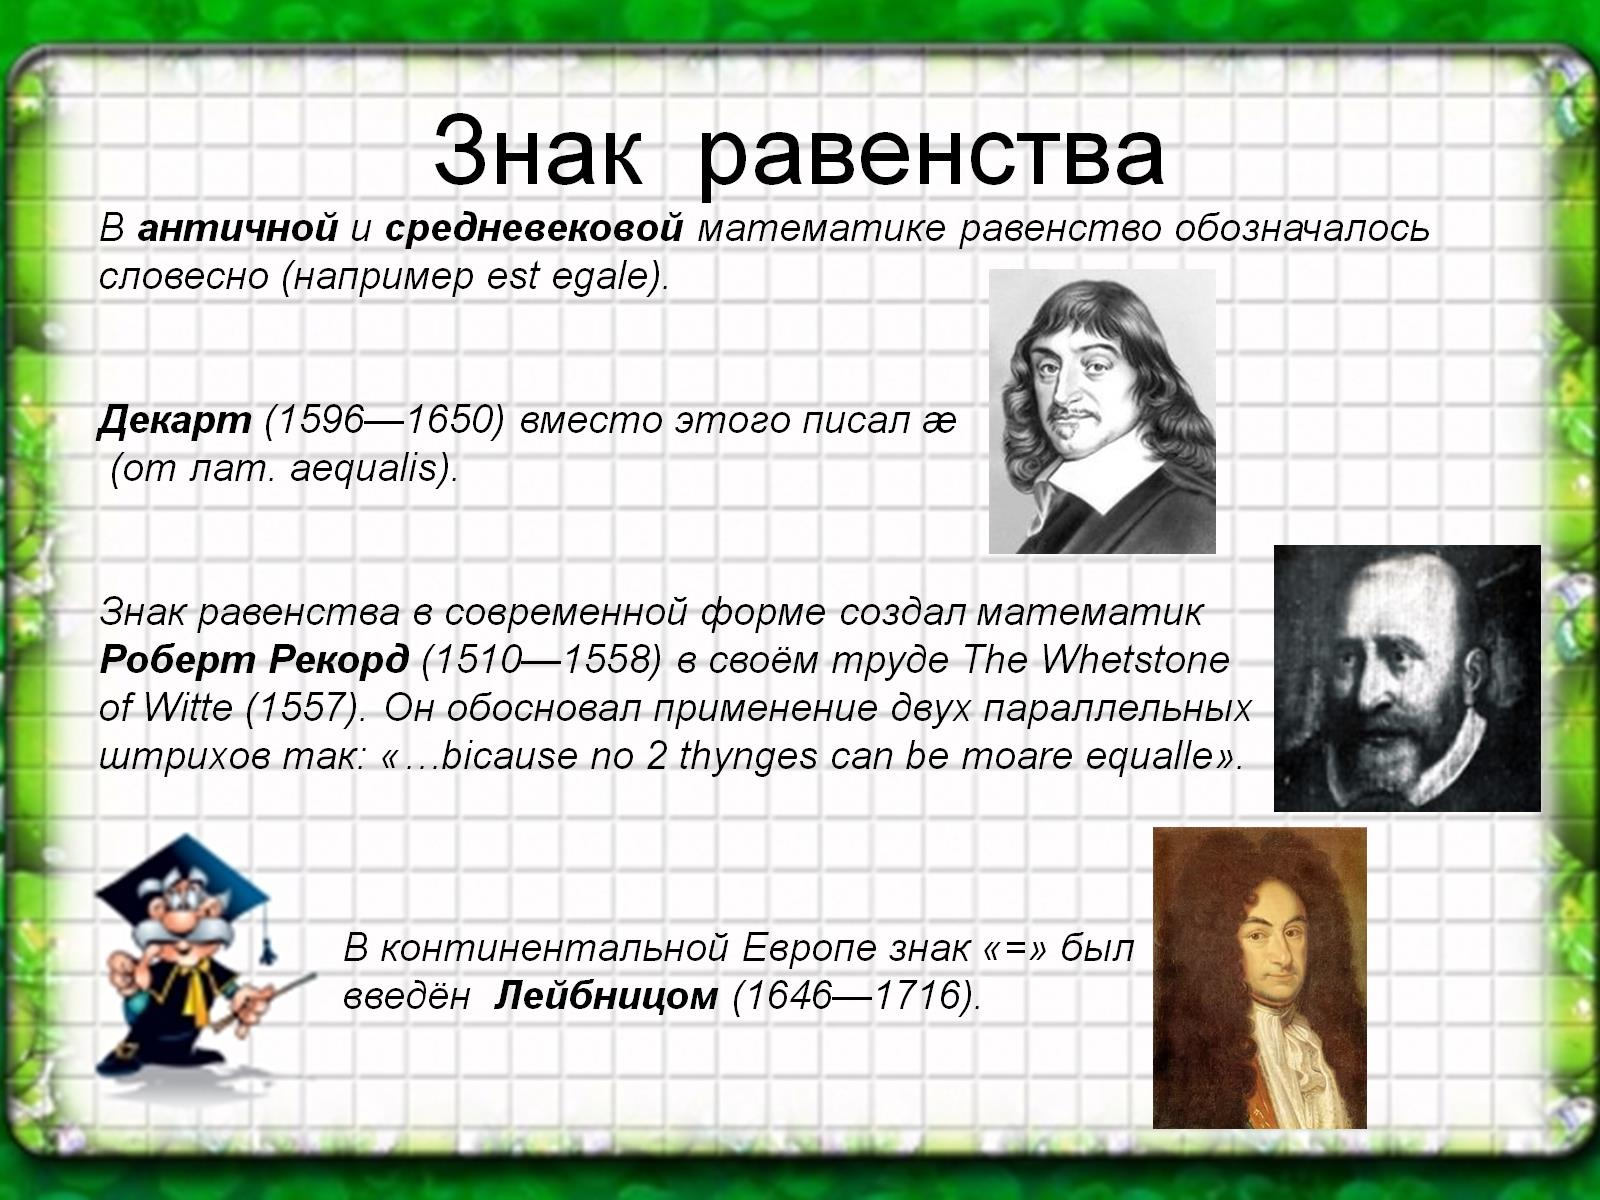 Знак равенства
В античной и средневековой математике равенство обозначалось
словесно (например est egale).
Декарт (1596—1650) вместо этого писал æ
(от лат. aequalis).
Знак равенства в современной форме создал математик
Роберт Рекорд (1510—1558) в своём труде The Whetstone
of Witte (1557). Он обосновал применение двух параллельных
штрихов так: «…bicause no 2 thynges can be moare equalle».
В континентальной Европе знак «=» был
введён Лейбницом (1646—1716).